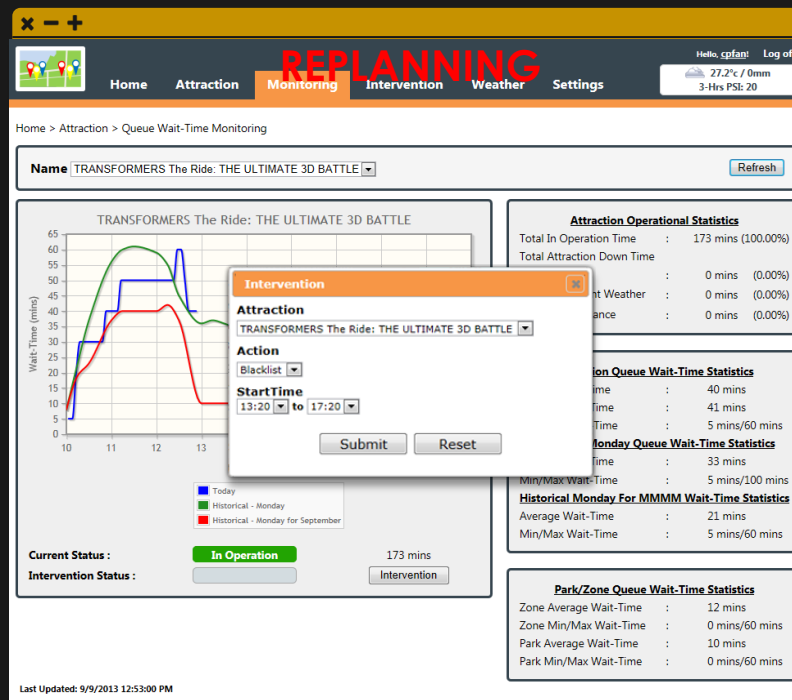 REPLANNING
Hello, cpfan! Log of
27.2°c / 0mm
3-Hrs PSI: 20
Home Attraction Monitoring Intervention Weather Settings
Home > Attraction > Queue Wait-Time Monitoring
Name TRANSFORMERS The Ride: THE ULTIMATE 3D BATTLE
Refresh
TRANSFORMERS The Ride: THE ULTIMATE 3D BATTLE
Wait-Time (mins)
65
60
55
50
45
40
35
30
25
20
15
10
5
0
10 11 12 13
Today
Historical - Monday
Historical - Monday for September
Current Status : In Operation 173 mins
Intervention Status : Intervention
Intervention
Attraction
TRANSFORMERS The Ride: THE ULTIMATE 3D BATTLE
Action
Blacklist
StartTime
13:20 to 17:20
Submit Reset
Attraction Operational Statistics
Total In Operation Time : 173 mins (100.00%)
Total Attraction Down Time
: 0 mins (0.00%)
nt Weather : 0 mins (0.00%)
ance : 0 mins (0.00%)
ion Queue Wait-Time Statistics
ime : 40 mins
Time : 41 mins
Time : 5 mins/60 mins
Monday Queue Wait-Time Statistics
Time : 33 mins
Min/Max Wait-Time : 5 mins/100 mins
Historical Monday For MMMM Wait-Time Statistics
Average Wait-Time : 21 mins
Min/Max Wait-Time : 5 mins/60 mins
Park/Zone Queue Wait-Time Statistics
Zone Average Wait-Time : 12 mins
Zone Min/Max Wait-Time : 0 mins/60 mins
Park Average Wait-Time : 10 mins
Park Min/Max Wait-Time : 0 mins/60 mins
Last Updated: 9/9/2013 12:53:00 PM